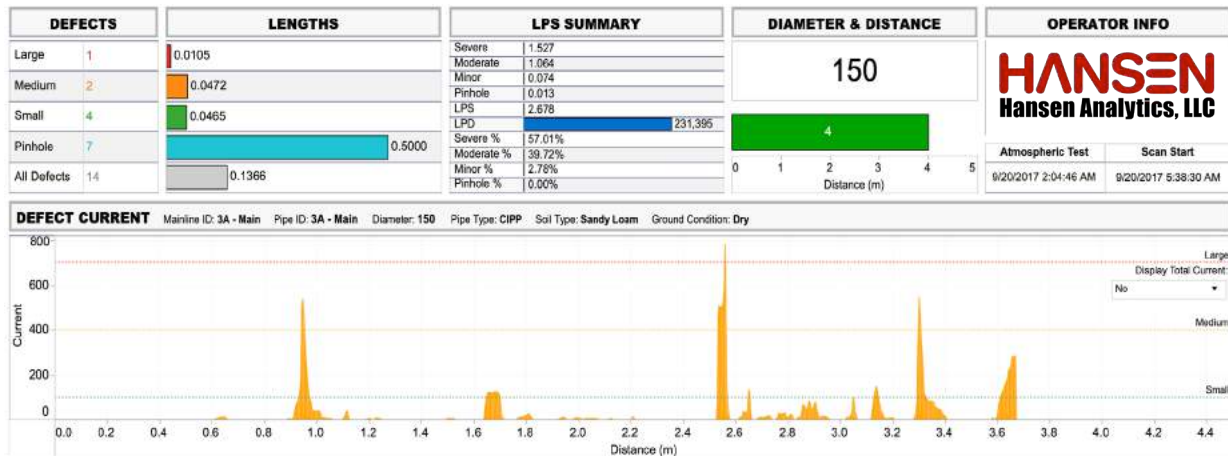 DEFECTS
Large 1
Medium 2
Small 4
Pinhole 7
All Defects 14
LENGTHS
0.0105
0.0472
0.0465
0.5000
0.1366
LPS SUMMARY
Severe 1.527
Moderate 1.064
Minor 0.074
Pinhole 0.013
LPS 2.678
LPD 231,395
Severe % 57.01%
Moderate % 39.72%
Minor % 2.78%
Pinhole % 0.00%
DIAMETER & DISTANCE
150
4
0 1 2 3 4 5
Distance (m)
OPERATOR INFO
HANSEN
Hansen Analytics, LLC
Atmospheric Test Scan Start
9/20/2017 2:04:46 AM 9/20/2017 5:38:30 AM
DEFECT CURRENT Mainline ID: 3A - Main Pipe ID: 3A - Main Diameter: 150 Pipe Type: CIPP Soil Type: Sandy Loam Ground Condition: Dry
800
600
400
200
0
Current
Large
Display Total Current:
No
Medium
Small
0.0 0.2 0.4 0.6 0.8 1.0 1.2 1.4 1.6 1.8 2.0 2.2 2.4 2.6 2.8 3.0 3.2 3.4 3.6 3.8 4.0 4.2 4.4
Distance (m)